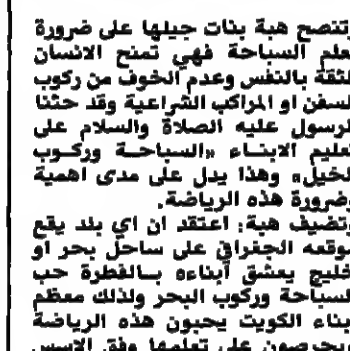 وتنصح هبة بنات جيلها على ضرورة
تعلم السباحة فهي تمنح الانسان
الثقة بالنفس وعدم الخوف من ركوب
السفن او المراكب الشراعية وقد حثنا
الرسول عليه الصلاة والسلام على
تعليم الابناء «السباحة وركوب
الخيل» وهذا يدل على مدى اهمية
وضرورة هذه الرياضة.
وتضيف هبة: اعتقد ان اي بلد يقع
موقعه الجغرافي على ساحل بحر او
خليج يعشق أبناءه بالفطرة حب
السباحة وركوب البحر ولذلك معظم
ابناء الكويت يحبون هذه الرياضة
ويحرصون على تعلمها وفق الاسس